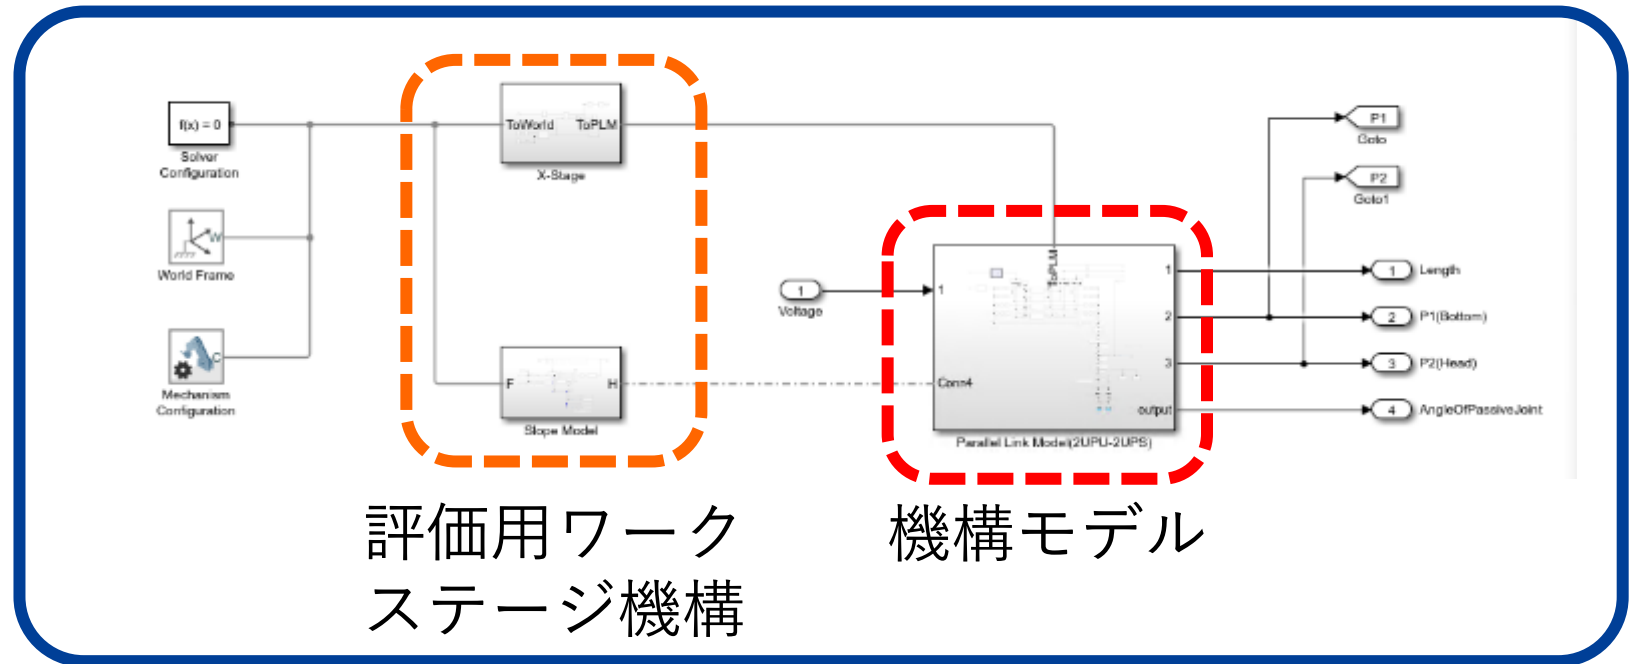 f(x) = 0
Solver
Configuration
W
World Frame
C
Mechanism
Configuration
ToWorld
ToPLM
X-Stage
F
H
Slope Model
1
Voltage
ToPLM
1
Conn4
1
2
3
output
Parallel Link Model(2UPU-2UPS)
P1
Goto
P2
Goto1
1
Length
2
P1(Bottom)
3
P2(Head)
4
AngleOfPassiveJoint
評価用ワーク
ステージ機構
機構モデル